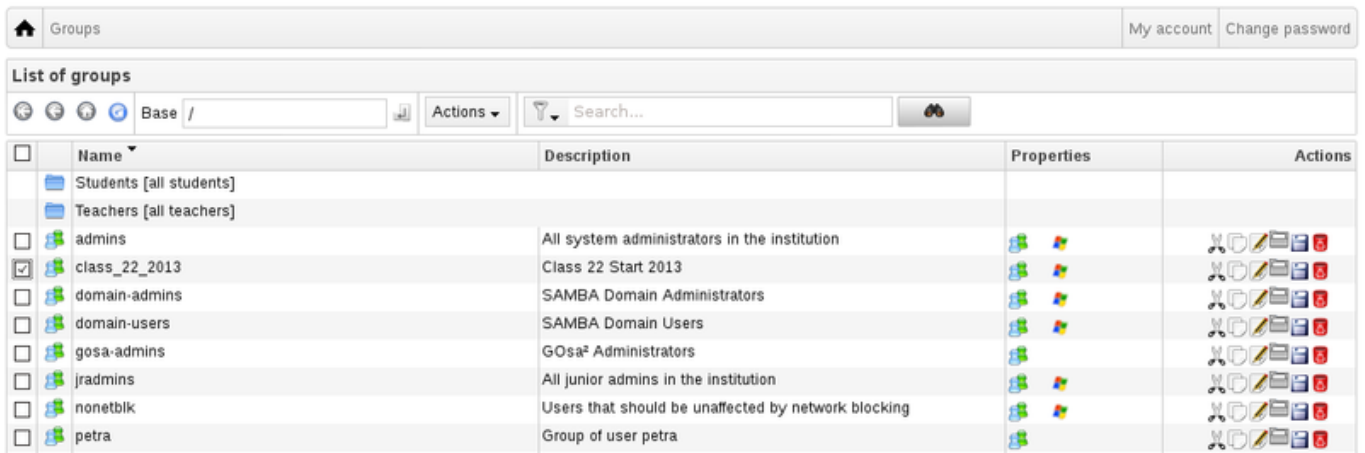 Groups My account Change password
List of groups
Base / Actions Search...
Name Description Properties Actions
Students [all students]
Teachers [all teachers]
admins All system administrators in the institution
class_22_2013 Class 22 Start 2013
domain-admins SAMBA Domain Administrators
domain-users SAMBA Domain Users
gosa-admins GOsa² Administrators
jradmins All junior admins in the institution
nonetblk Users that should be unaffected by network blocking
petra Group of user petra